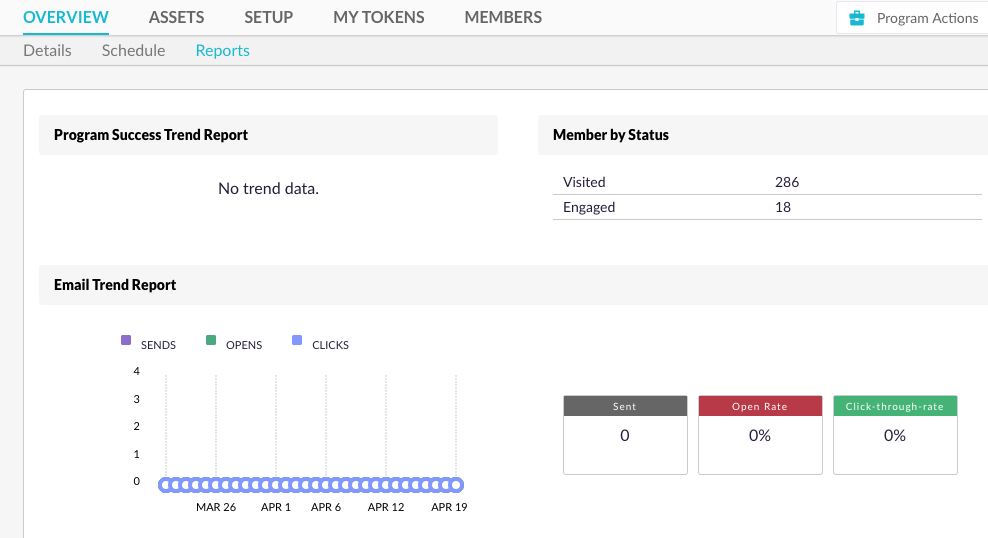 OVERVIEW ASSETS SETUP MY TOKENS MEMBERS Program Actions
Details Schedule Reports
Program Success Trend Report
No trend data.
Member by Status
Visited 286
Engaged 18
Email Trend Report
SENDS OPENS CLICKS
4
3
2
1
0
MAR 26 APR 1 APR 6 APR 12 APR 19
Sent Open Rate Click-through-rate
0 0% 0%